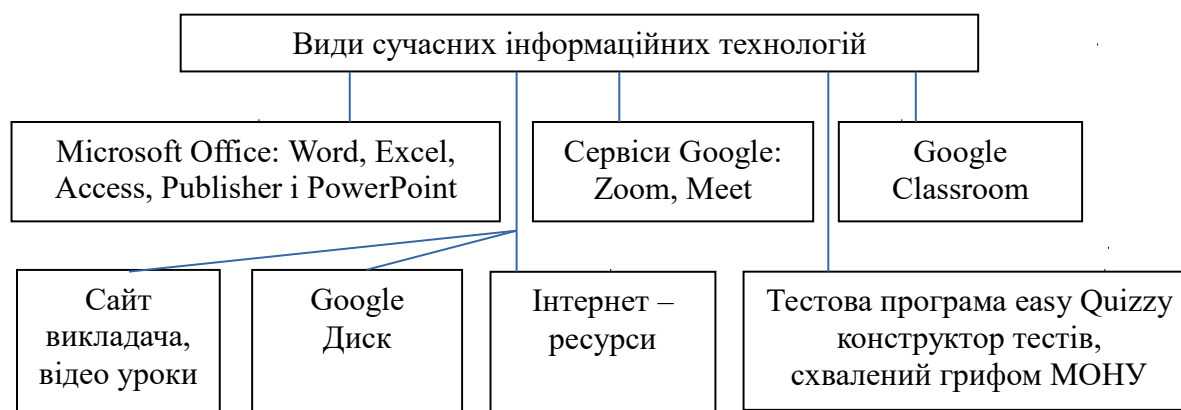 Види сучасних інформаційних технологій
Microsoft Office: Word, Excel,
Access, Publisher і PowerPoint
Сервіси Google:
Zoom, Meet
Google
Classroom
Сайт
викладача,
відео уроки
Google
Диск
Інтернет –
ресурси
Тестова програма easy Quizzy
конструктор тестів,
схвалений грифом МОНУ